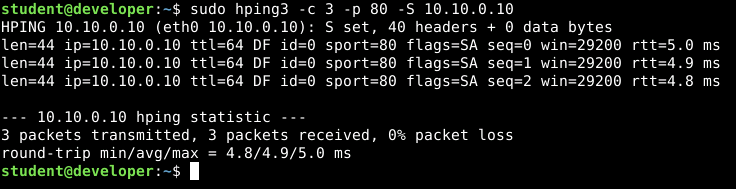 student@developer:~$ sudo hping3 -c 3 -p 80 -S 10.10.0.10
HPING 10.10.0.10 (eth0 10.10.0.10): S set, 40 headers + 0 data bytes
len=44 ip=10.10.0.10 ttl=64 DF id=0 sport=80 flags=SA seq=0 win=29200 rtt=5.0 ms
len=44 ip=10.10.0.10 ttl=64 DF id=0 sport=80 flags=SA seq=1 win=29200 rtt=4.9 ms
len=44 ip=10.10.0.10 ttl=64 DF id=0 sport=80 flags=SA seq=2 win=29200 rtt=4.8 ms

--- 10.10.0.10 hping statistic ---
3 packets transmitted, 3 packets received, 0% packet loss
round-trip min/avg/max = 4.8/4.9/5.0 ms
student@developer:~$